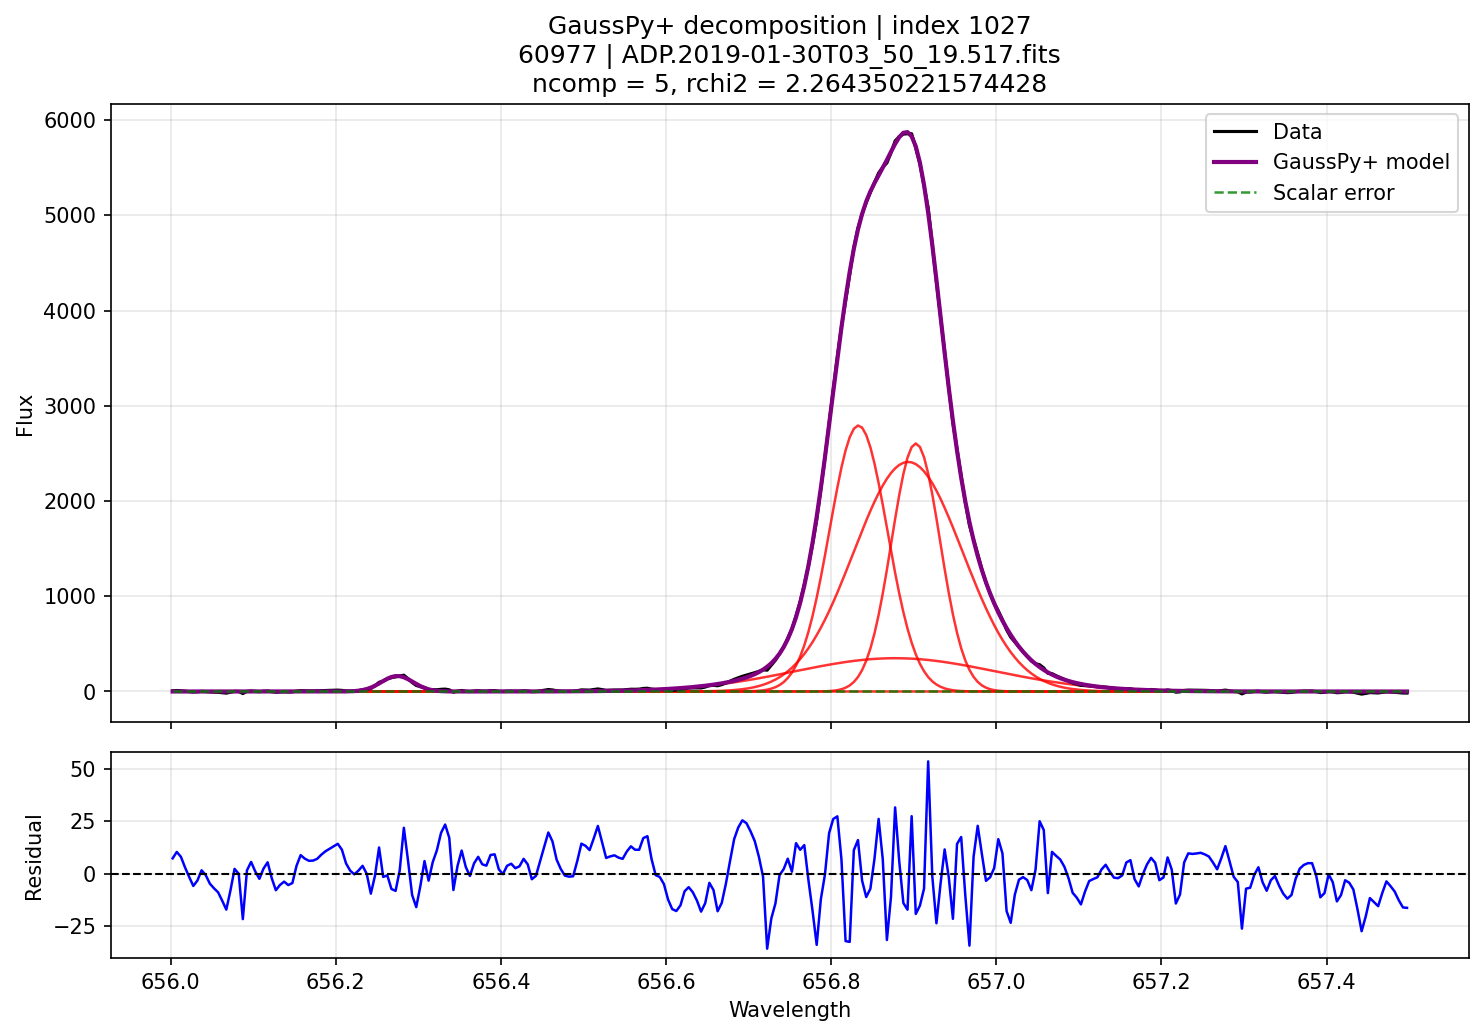 GaussPy+ decomposition | index 1027
60977 | ADP.2019-01-30T03_50_19.517.fits
ncomp = 5, rchi2 = 2.264350221574428
Data
GaussPy+ model
Scalar error
Flux
6000
5000
4000
3000
2000
1000
0
Residual
50
25
0
−25
656.0 656.2 656.4 656.6 656.8 657.0 657.2 657.4
Wavelength